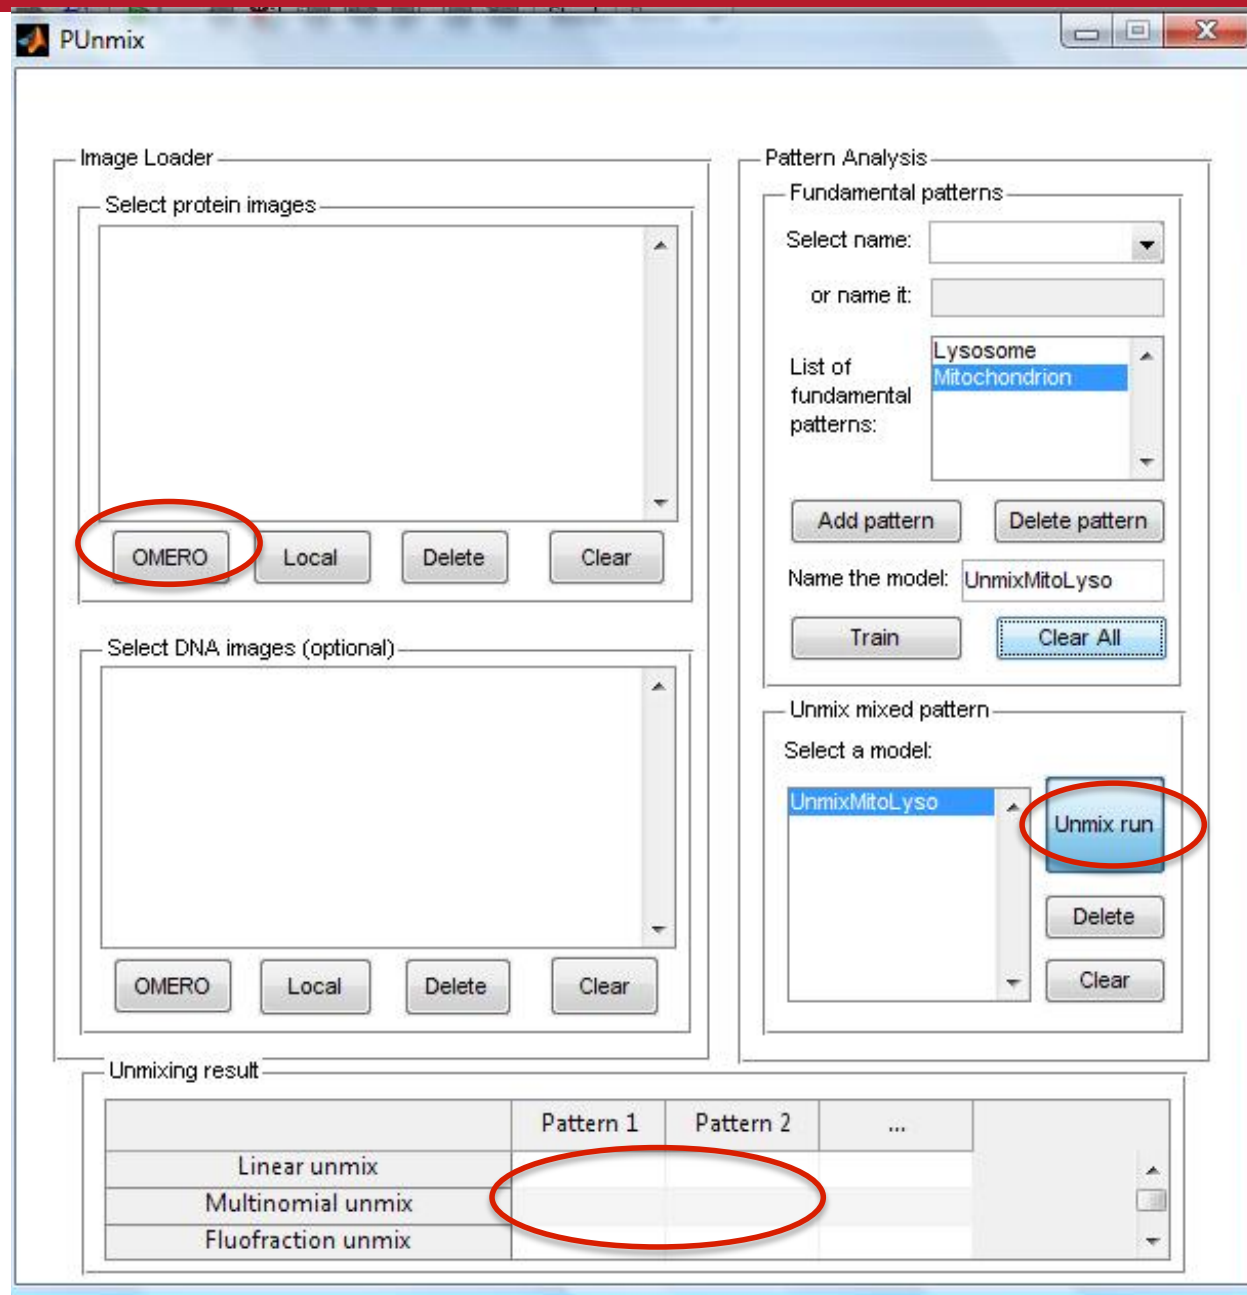 PUnmix
Image Loader
Select protein images
OMERO
Local
Delete
Clear
Select DNA images (optional)
OMERO
Local
Delete
Clear
Pattern Analysis
Fundamental patterns
Select name:
or name it:
List of
fundamental
patterns:
Lysosome
Mitochondrion
Add pattern
Delete pattern
Name the model:
UnmixMitoLyso
Train
Clear All
Unmix mixed pattern
Select a model:
UnmixMitoLyso
Unmix run
Delete
Clear
Unmixing result
Pattern 1
Pattern 2
...
Linear unmix
Multinomial unmix
Fluofraction unmix